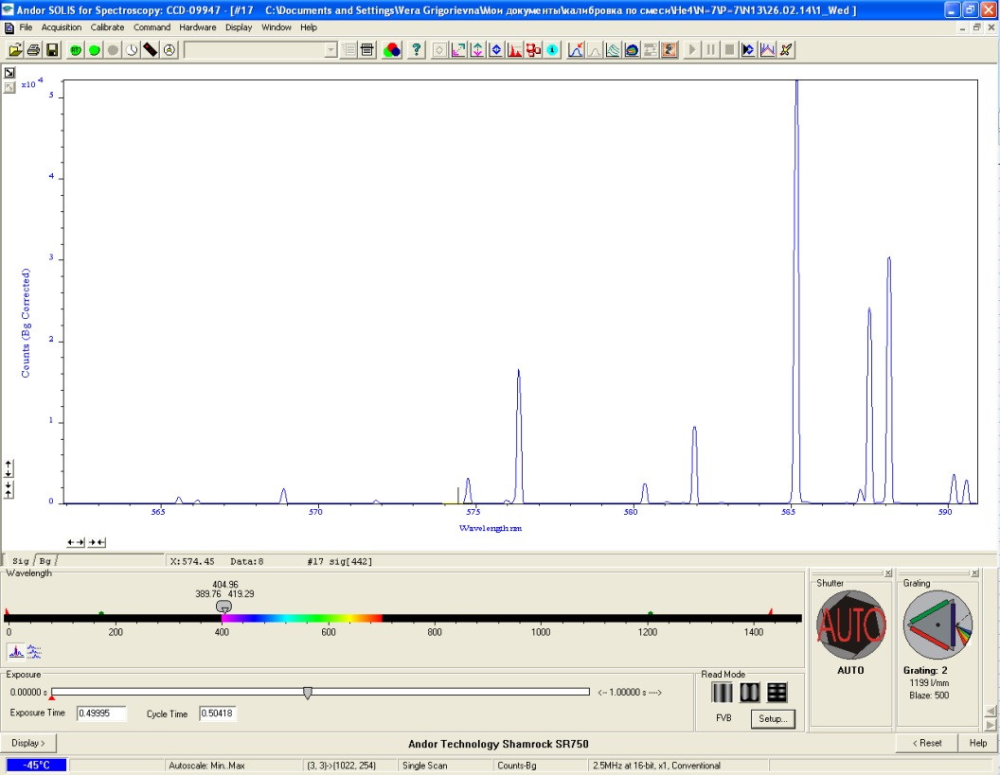 Andor SOLIS for Spectroscopy: CCD-09947 - [#17 C:\Documents and Settings\Vera Grigorievna\Мои документы\калибровка по смеси\He4\N=7\P=7\N13\26.02.14\1_Wed ]
File Acquisition Calibrate Command Hardware Display Window Help
RT
?
x10 4
5
4
3
2
1
0
Counts (Bg Corrected)
565 570 575 580 585 590
Wavelength nm
Sig Bg X:574.45 Data:8 #17 sig[442]
Wavelength
404.96
389.76 419.29
0 200 400 600 800 1000 1200 1400
Exposure
0.00000 s <-- 1.00000 s ---->
Exposure Time 0.49995 Cycle Time 0.50418
Read Mode
FVB Setup...
Shutter
AUTO
AUTO
Grating
Grating: 2
1199 l/mm
Blaze: 500
Display > Andor Technology Shamrock SR750 < Reset Help
-45°C Autoscale: Min..Max (3, 3)->(1022, 254) Single Scan Counts-Bg 2.5MHz at 16-bit, x1, Conventional